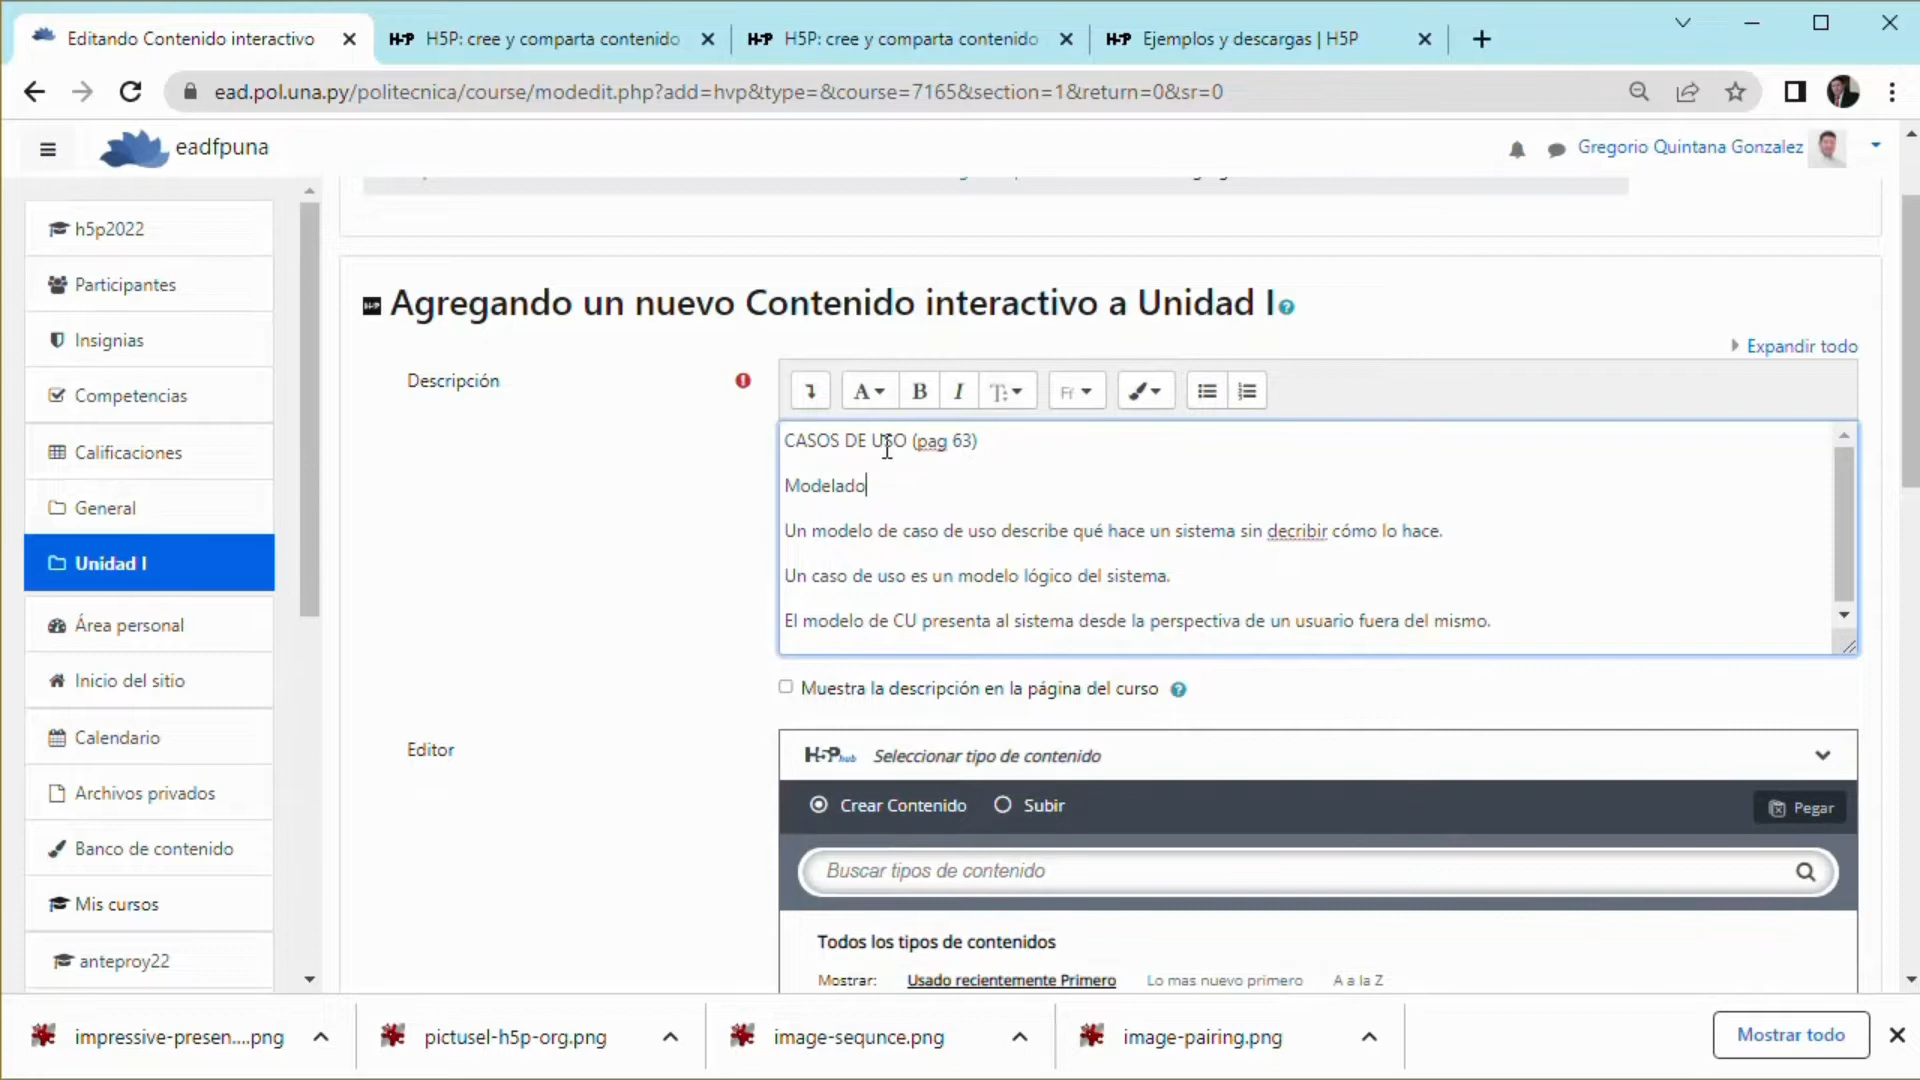 Editando Contenido interactivo
H5P: cree y comparta contenido
H5P: cree y comparta contenido
Ejemplos y descargas | H5P
ead.pol.una.py/politecnica/course/modedit.php?add=hvp&type=&course=7165&section=1&return=0&sr=0
eadfpuna
Gregorio Quintana Gonzalez
h5p2022
Participantes
Insignias
Competencias
Calificaciones
General
Unidad I
Área personal
Inicio del sitio
Calendario
Archivos privados
Banco de contenido
Mis cursos
anteproy22
Agregando un nuevo Contenido interactivo a Unidad I
Expandir todo
Descripción
CASOS DE USO (pag 63)
Modelado
Un modelo de caso de uso describe qué hace un sistema sin decribir cómo lo hace.
Un caso de uso es un modelo lógico del sistema.
El modelo de CU presenta al sistema desde la perspectiva de un usuario fuera del mismo.
Muestra la descripción en la página del curso
Editor
H5P hub Seleccionar tipo de contenido
Crear Contenido Subir Pegar
Buscar tipos de contenido
Todos los tipos de contenidos
Mostrar: Usado recientemente Primero Lo mas nuevo primero A a la Z
impressive-presen....png
pictusel-h5p-org.png
image-sequnce.png
image-pairing.png
Mostrar todo